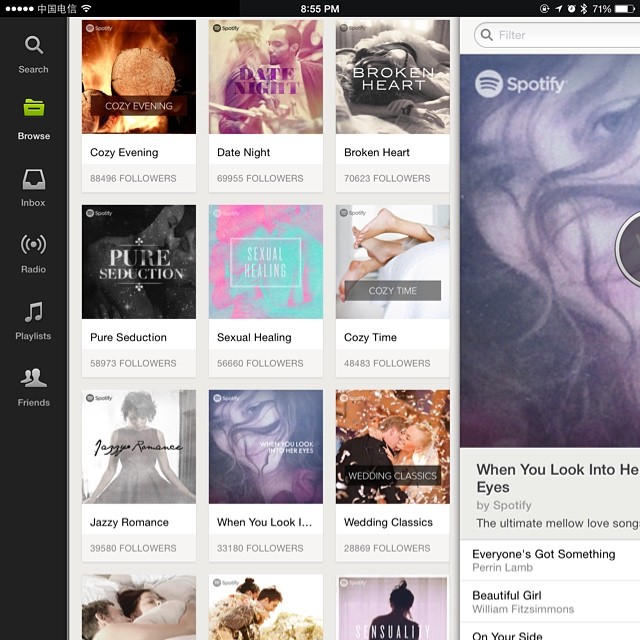 中国电信
8:55 PM
71%
Search
Browse
Inbox
Radio
Playlists
Friends
Spotify
COZY EVENING
Cozy Evening
88496 FOLLOWERS
Spotify
DATE
NIGHT
Date Night
69955 FOLLOWERS
Spotify
BROKEN
HEART
Broken Heart
70623 FOLLOWERS
Spotify
PURE
SEDUCTION
Pure Seduction
58973 FOLLOWERS
Spotify
SEXUAL
HEALING
Sexual Healing
56660 FOLLOWERS
Spotify
COZY TIME
Cozy Time
48483 FOLLOWERS
Spotify
Jazzy Romance
Jazzy Romance
39580 FOLLOWERS
Spotify
WHEN YOU LOOK
INTO HER EYES
When You Look I...
33180 FOLLOWERS
Spotify
WEDDING CLASSICS
Wedding Classics
28869 FOLLOWERS
Spotify
Spotify
SENSUALITY
Filter
Spotify
When You Look Into He
Eyes
by Spotify
The ultimate mellow love song
Everyone's Got Something
Perrin Lamb
Beautiful Girl
William Fitzsimmons
On Your Side